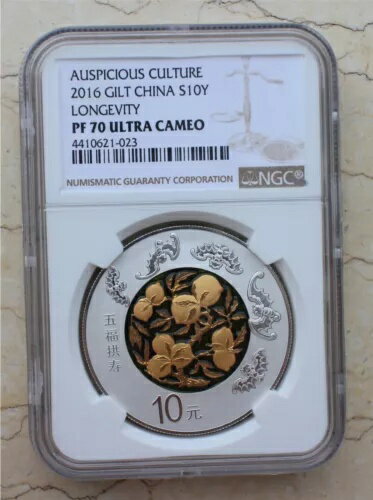 AUSPICIOUS CULTURE
2016 GILT CHINA S10Y
LONGEVITY
PF 70 ULTRA CAMEO
4410621-023
NUMISMATIC GUARANTY CORPORATION
NGC
五福拱寿
10元